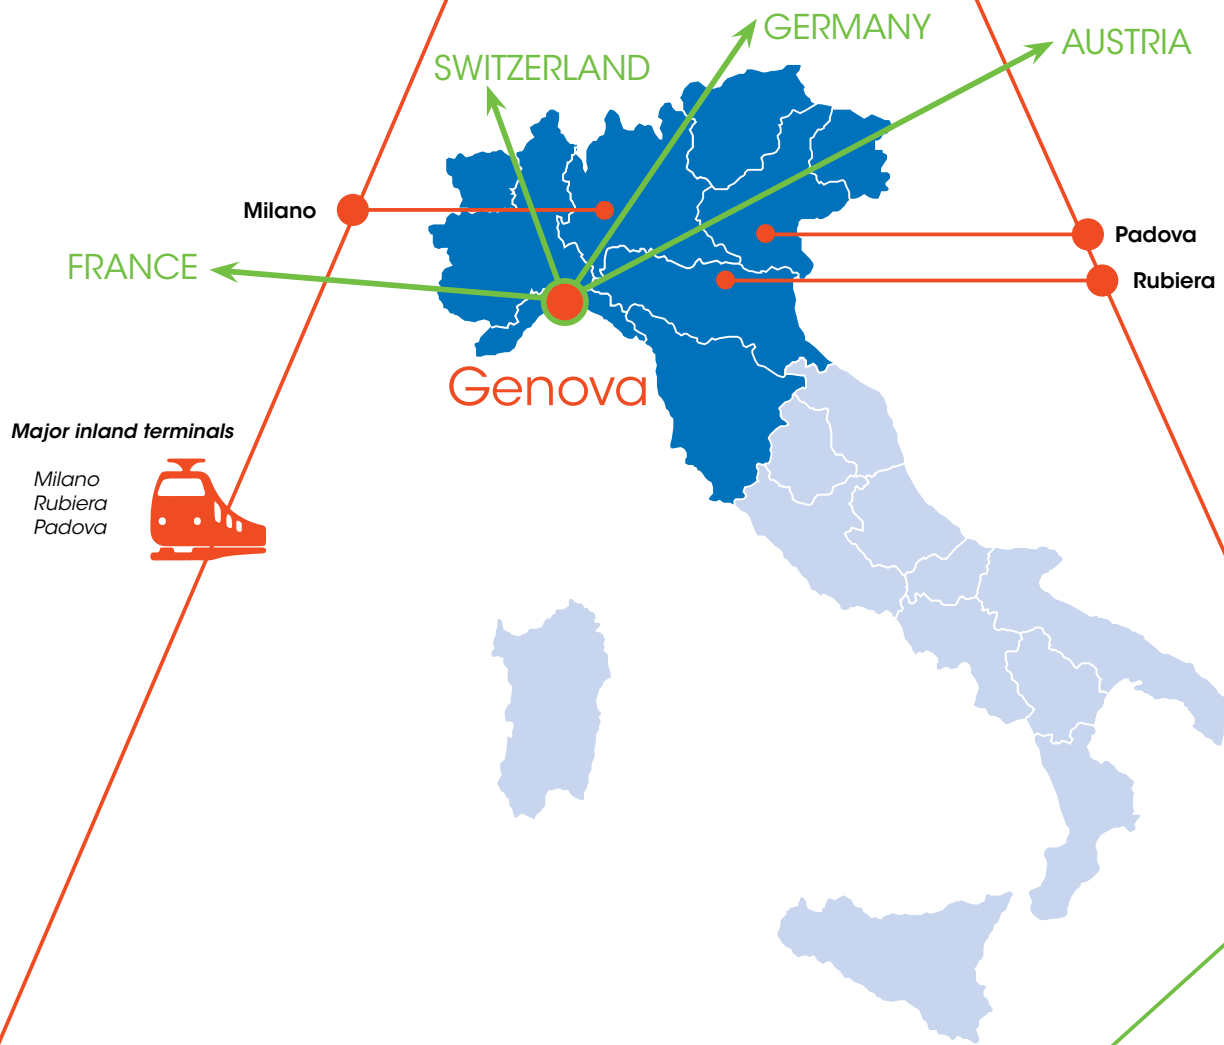 GERMANY
AUSTRIA
SWITZERLAND
Milano
Padova
FRANCE
Rubiera
Genova
Major inland terminals
Milano
Rubiera
Padova